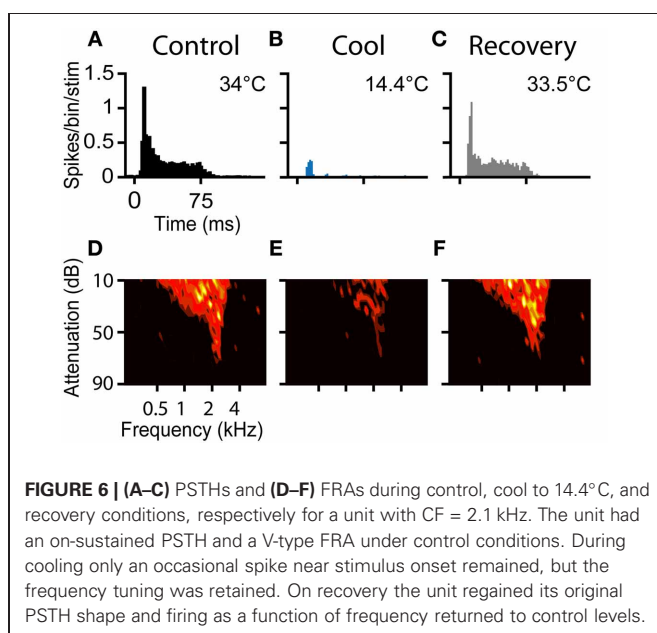 A Control B Cool C Recovery
1.5 34°C 14.4°C 33.5°C
1
0.5
0
Spikes/bin/stim
0 75
Time (ms)
D E F
10
50
90
Attenuation (dB)
0.5 1 2 4
Frequency (kHz)
FIGURE 6 | (A–C) PSTHs and (D–F) FRAs during control, cool to 14.4°C, and
recovery conditions, respectively for a unit with CF = 2.1 kHz. The unit had
an on-sustained PSTH and a V-type FRA under control conditions. During
cooling only an occasional spike near stimulus onset remained, but the
frequency tuning was retained. On recovery the unit regained its original
PSTH shape and firing as a function of frequency returned to control levels.